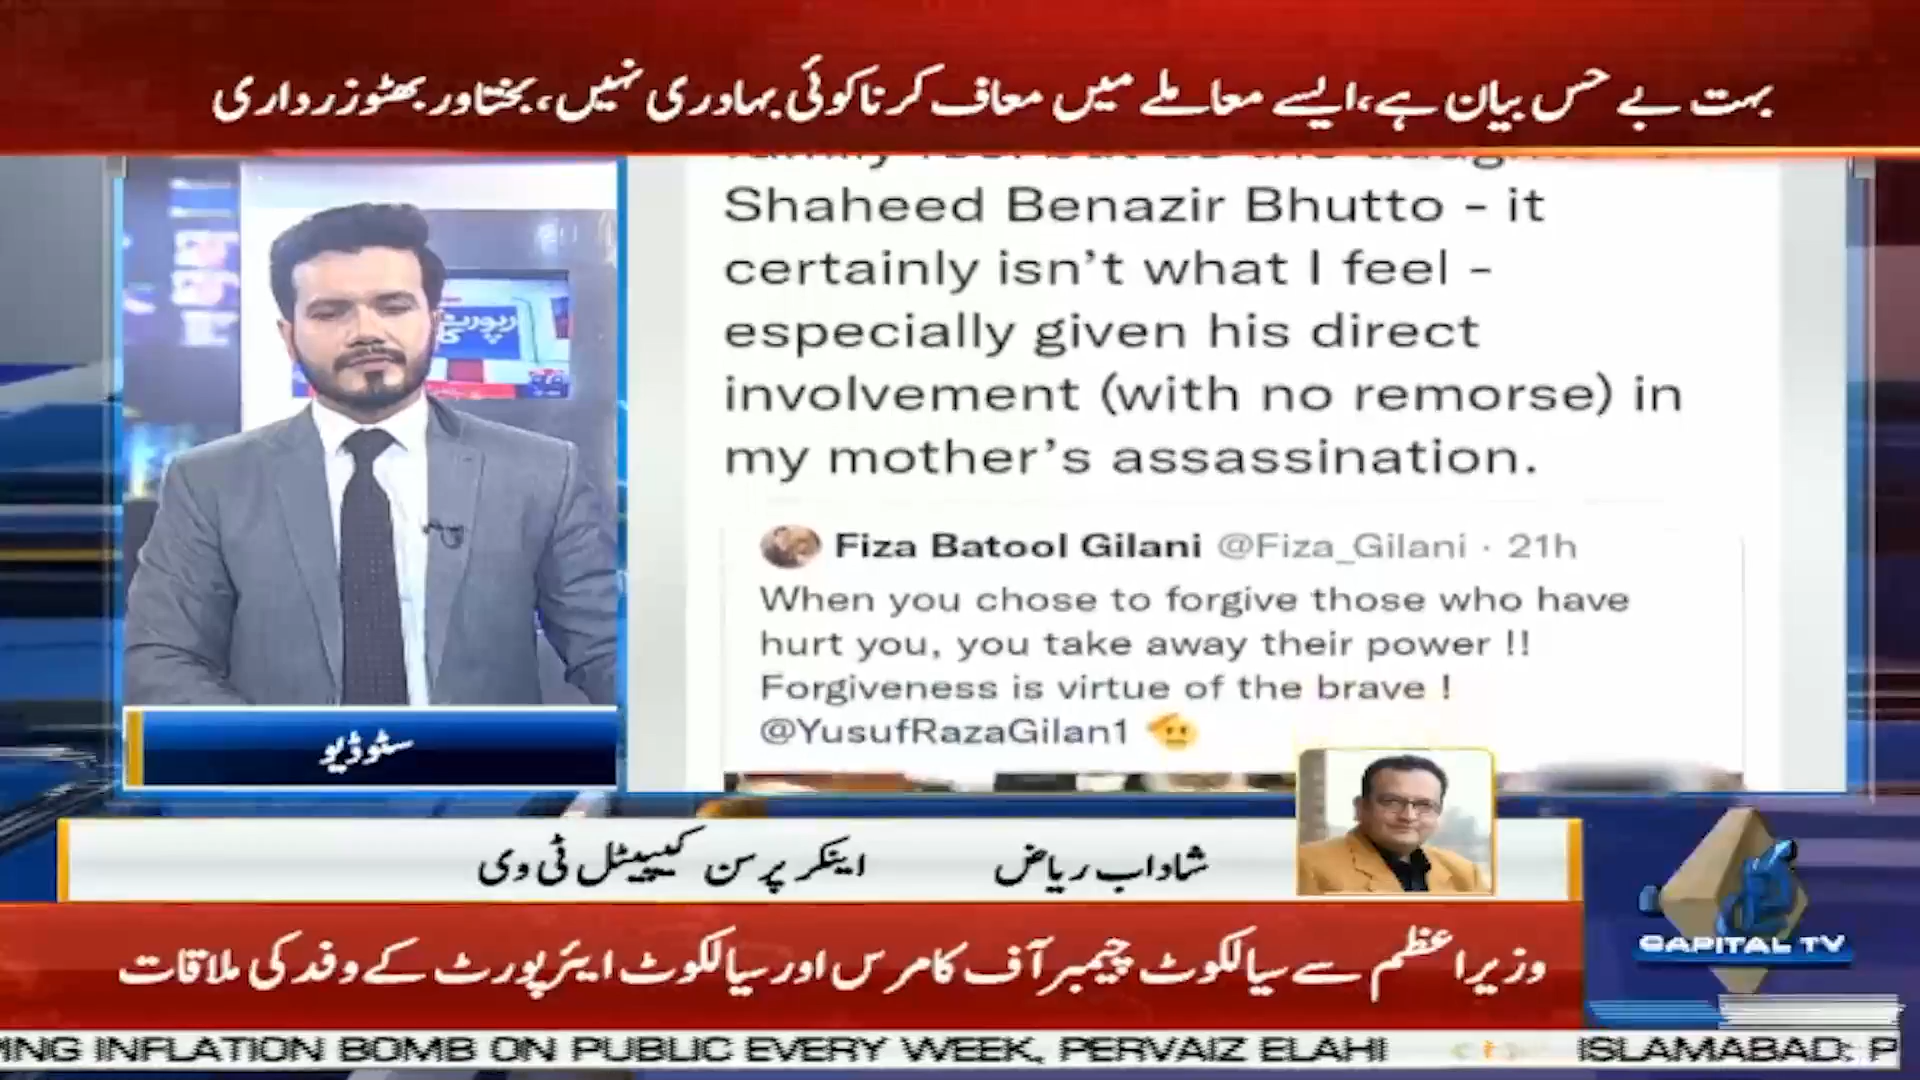 بہت بے حس بیان ہے، ایسے معاملے میں معاف کرنا کوئی بہادری نہیں، بختاور بھٹو زرداری
Shaheed Benazir Bhutto - it
certainly isn't what I feel -
especially given his direct
involvement (with no remorse) in
my mother's assassination.
Fiza Batool Gilani @Fiza_Gilani · 21h
When you chose to forgive those who have
hurt you, you take away their power !!
Forgiveness is virtue of the brave !
@YusufRazaGilan1
رپورٹ
سٹوڈیو
شاداب ریاض اینکر پرسن کیپیٹل ٹی وی
وزیراعظم سے سیالکوٹ چیمبر آف کامرس اور سیالکوٹ ایئرپورٹ کے وفد کی ملاقات
CAPITAL TV
INFLATION BOMB ON PUBLIC EVERY WEEK, PERVAIZ ELAHI ISLAMABAD: P